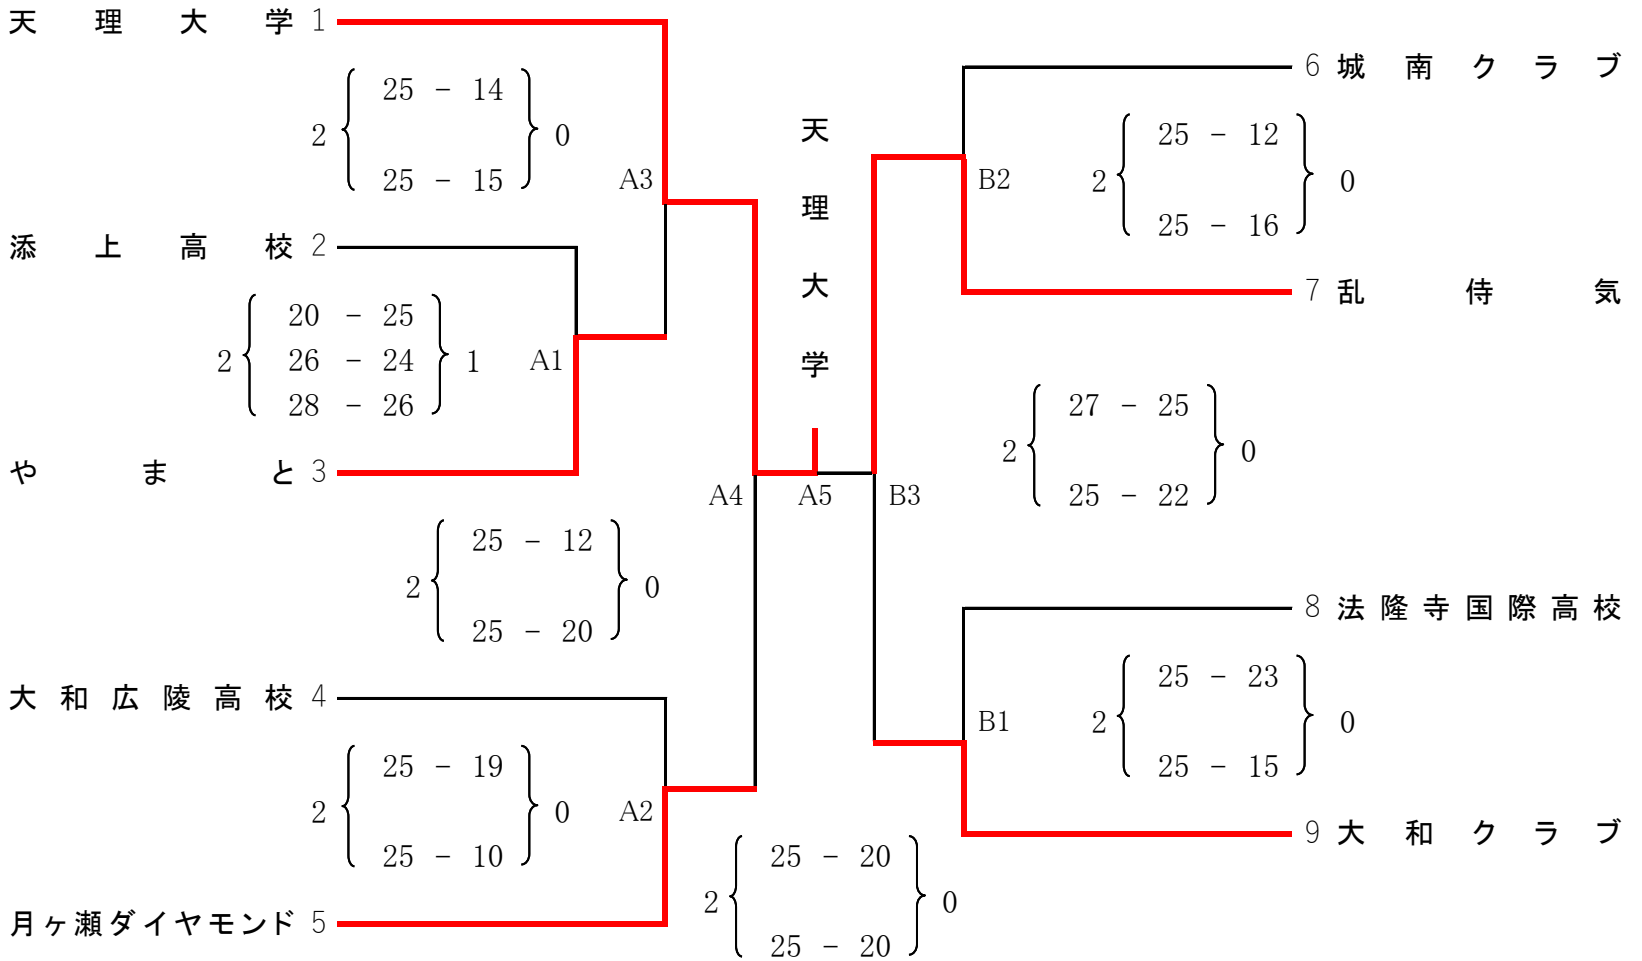 天理大学 1
2 25 - 14 0
25 - 15
A3
添上高校 2
20 - 25
2 26 - 24 1
28 - 26
A1
やまと 3
A4
2 25 - 12 0
25 - 20
大和広陵高校 4
2 25 - 19 0
25 - 10
A2
月ヶ瀬ダイヤモンド 5
天理大学
A5
2 25 - 20 0
25 - 20
6 城南クラブ
2 25 - 12 0
25 - 16
B2
7 乱侍気
2 27 - 25 0
25 - 22
B3
8 法隆寺国際高校
2 25 - 23 0
25 - 15
B1
9 大和クラブ